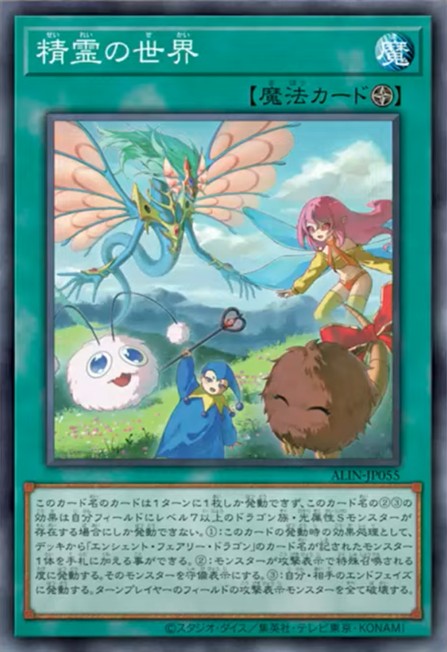 精霊の世界
魔
【魔法カード】
ALIN-JP055
このカード名のカードは1ターンに1枚しか発動できず、このカード名の②③の
効果は自分フィールドにレベル7以上のドラゴン族・光属性Sモンスターが
存在する場合にしか発動できない。①:このカードの発動時の効果処理として、
デッキから「エンシェント・フェアリー・ドラゴン」のカード名が記されたモンスター
1体を手札に加える事ができる。②:モンスターが攻撃表示で特殊召喚され
る度に発動する。そのモンスターを守備表示にする。③:自分・相手のエンドフェイズ
に発動する。ターンプレイヤーのフィールドの攻撃表示モンスターを全て破壊する。
©スタジオ・ダイス/集英社・テレビ東京・KONAMI